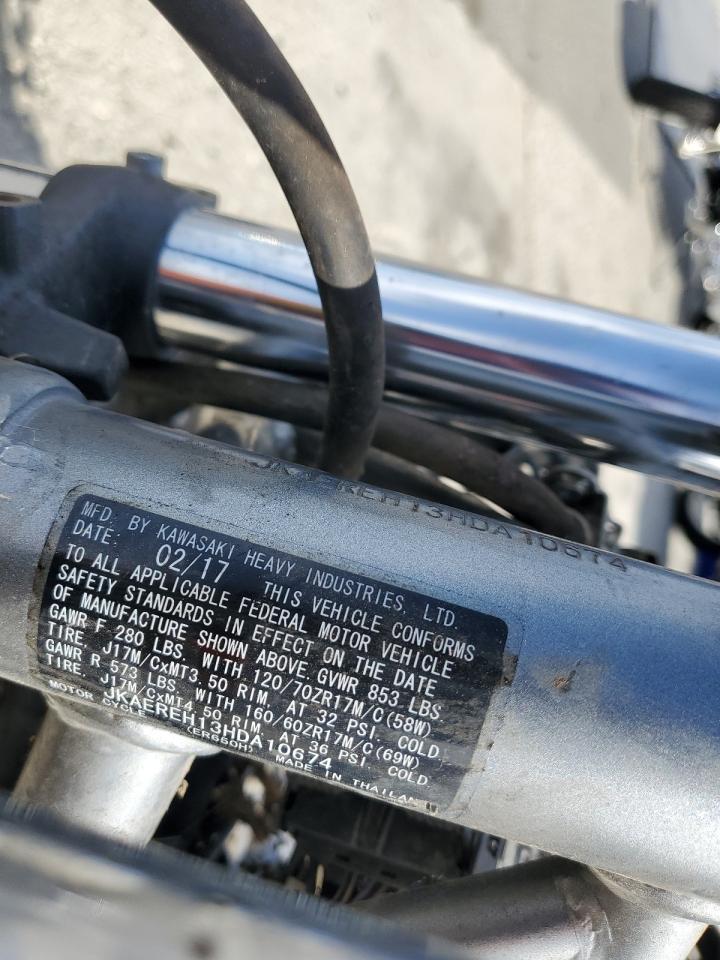 JKAEREH13HDA10674
MFD. BY KAWASAKI HEAVY INDUSTRIES, LTD.
DATE: 02/17 THIS VEHICLE CONFORMS
TO ALL APPLICABLE FEDERAL MOTOR VEHICLE
SAFETY STANDARDS IN EFFECT ON THE DATE
OF MANUFACTURE SHOWN ABOVE. GVWR 853 LBS.
GAWR F 280 LBS. WITH 120/70ZR17M/C(58W)
TIRE. J17M/CxMT3.50 RIM. AT 32 PSI. COLD.
GAWR R 573 LBS. WITH 160/60ZR17M/C(69W)
TIRE. J17M/CxMT4.50 RIM. AT 36 PSI COLD.
JKAEREH13HDA10674
MOTOR CYCLE (ER650H) MADE IN THAILAND